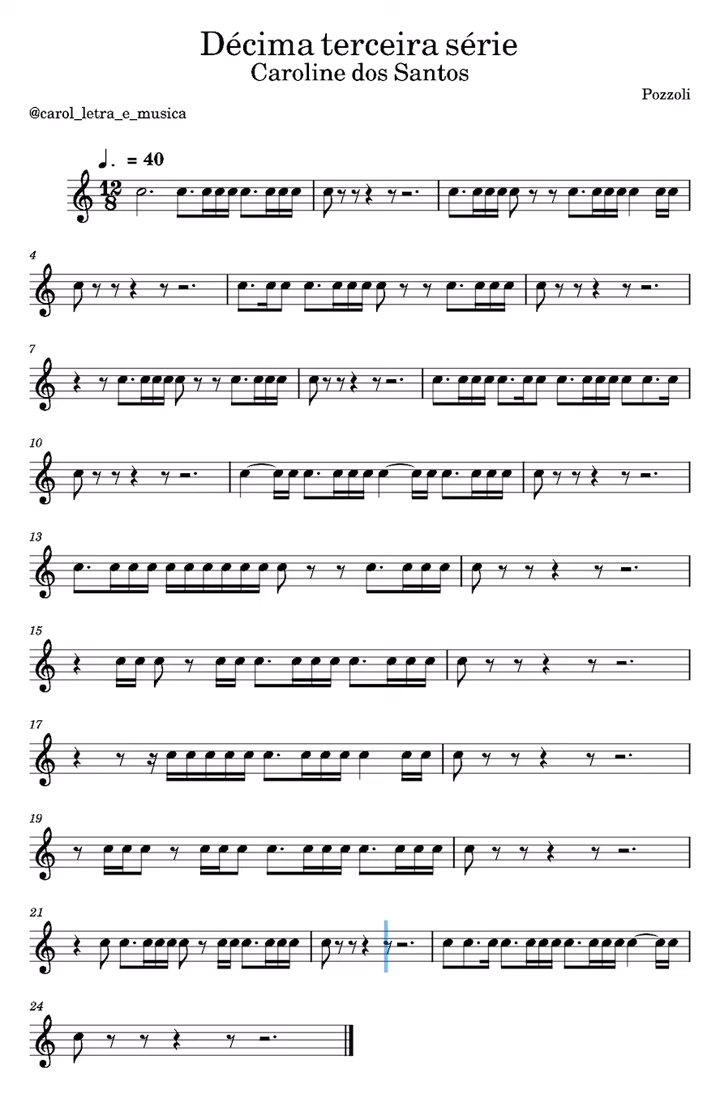 Décima terceira série
Caroline dos Santos
Pozzoli
@carol_letra_e_musica
♩. = 40
12
8
4
7
10
13
15
17
19
21
24